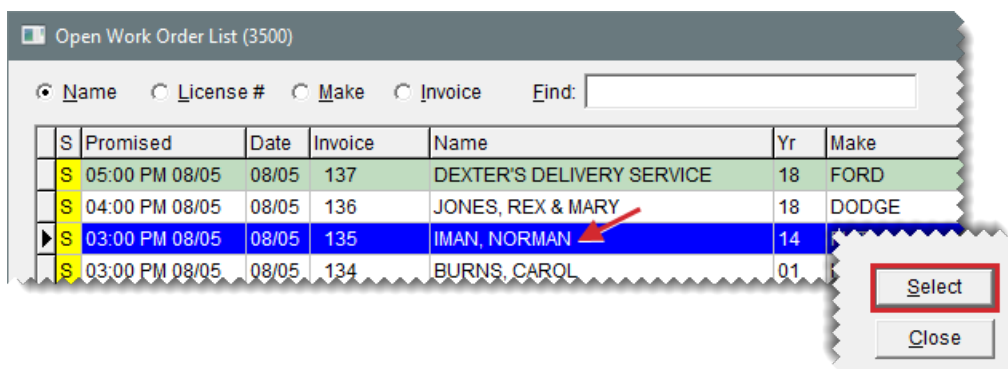 Open Work Order List (3500)
Name License # Make Invoice Find:
S Promised Date Invoice Name Yr Make
S 05:00 PM 08/05 08/05 137 DEXTER'S DELIVERY SERVICE 18 FORD
S 04:00 PM 08/05 08/05 136 JONES, REX & MARY 18 DODGE
S 03:00 PM 08/05 08/05 135 IMAN, NORMAN 14
S 03:00 PM 08/05 08/05 134 BURNS, CAROL 01
Select
Close